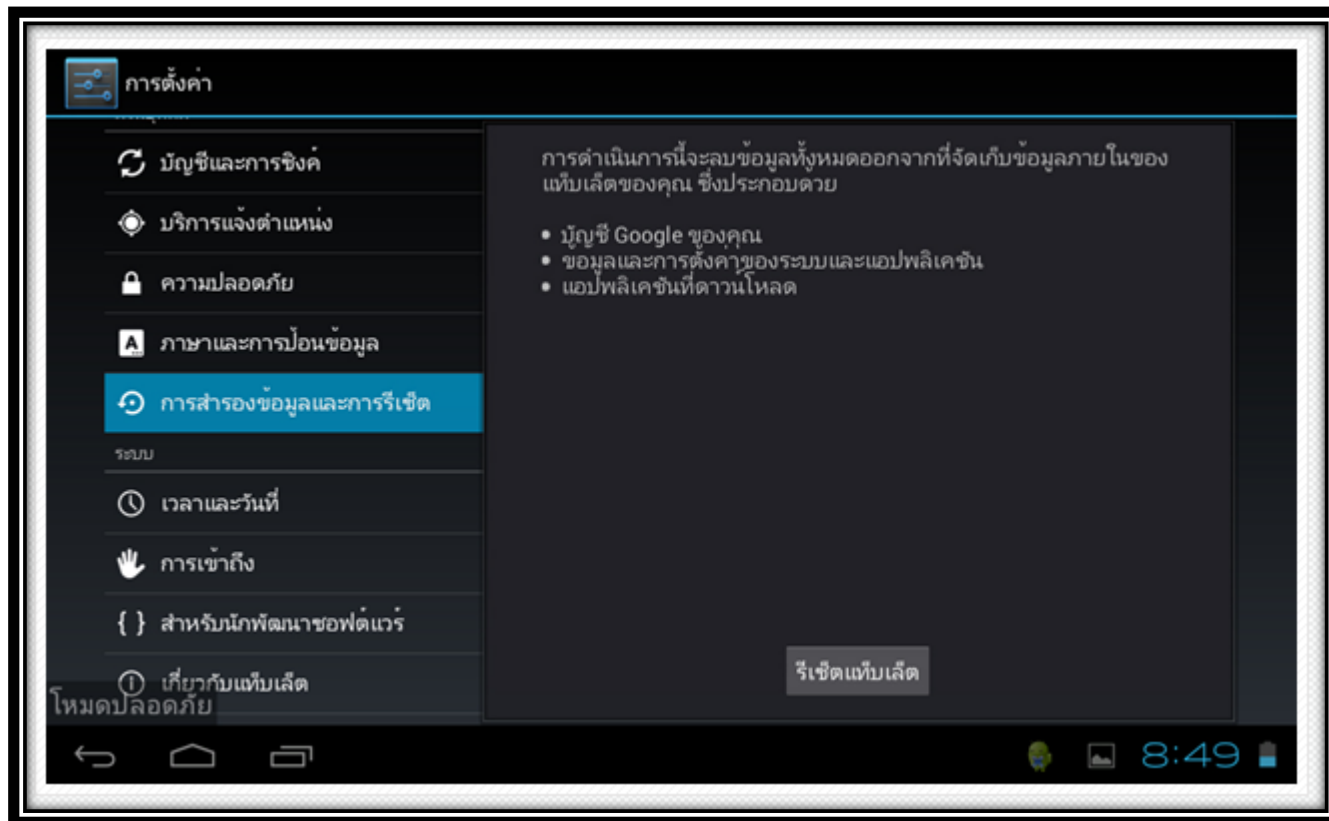 การตั้งค่า
บัญชีและการซิงค์
บริการแจ้งตำแหน่ง
ความปลอดภัย
ภาษาและการป้อนข้อมูล
การสำรองข้อมูลและการรีเซ็ต
ระบบ
เวลาและวันที่
การเข้าถึง
{ } สำหรับนักพัฒนาซอฟต์แวร์
เกี่ยวกับแท็บเล็ต
โหมดปลอดภัย
การดำเนินการนี้จะลบข้อมูลทั้งหมดออกจากที่จัดเก็บข้อมูลภายในของ
แท็บเล็ตของคุณ ซึ่งประกอบด้วย
• บัญชี Google ของคุณ
• ข้อมูลและการตั้งค่าของระบบและแอปพลิเคชัน
• แอปพลิเคชันที่ดาวน์โหลด
รีเซ็ตแท็บเล็ต
8:49